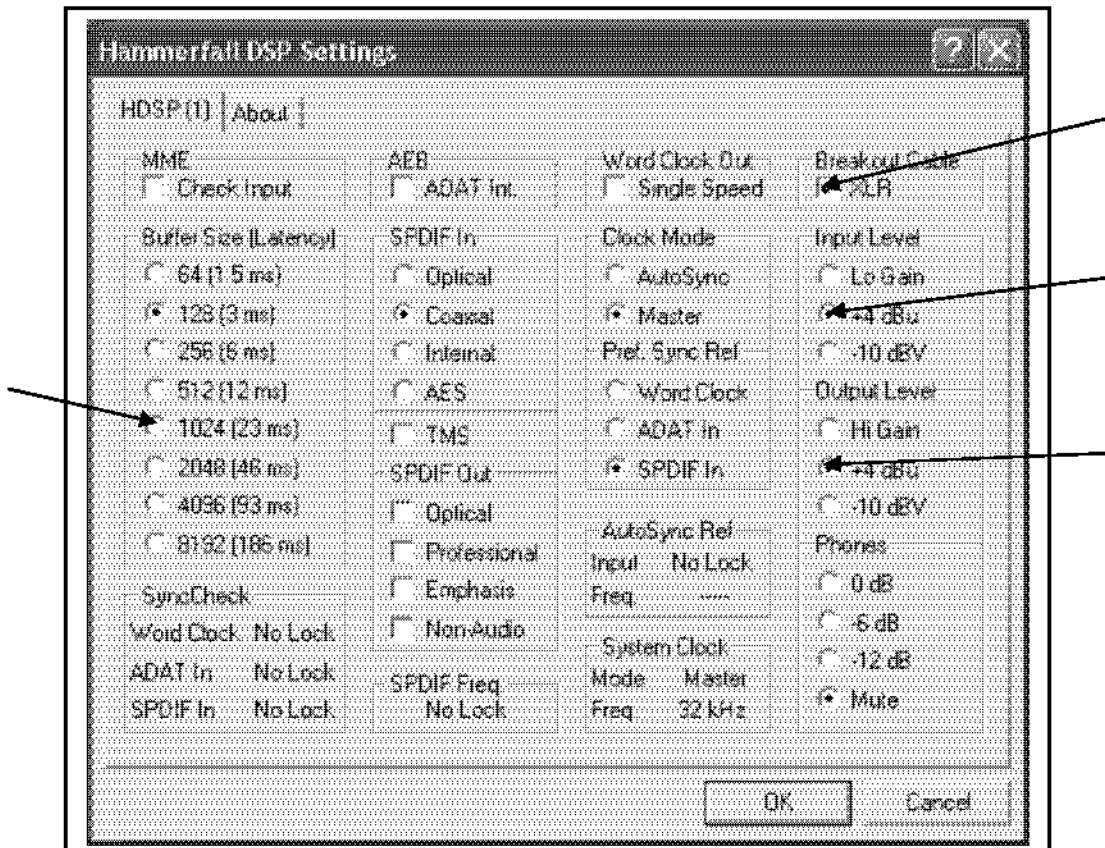 Hammerfall DSP Settings
HDSP (1)
About
MME
Check Input
Buffer Size (Latency)
64 (1.5 ms)
128 (3 ms)
256 (6 ms)
512 (12 ms)
1024 (23 ms)
2048 (46 ms)
4096 (93 ms)
8192 (186 ms)
SyncCheck
Word Clock No Lock
ADAT In No Lock
SPDIF In No Lock
AEB
ADAT Int.
SPDIF In
Optical
Coaxial
Internal
AES
TMS
SPDIF Out
Optical
Professional
Emphasis
Non-Audio
SPDIF Freq
No Lock
Word Clock Out
Single Speed
Clock Mode
AutoSync
Master
Pref. Sync Ref
Word Clock
ADAT In
SPDIF In
AutoSync Ref
Input No Lock
Freq .....
System Clock
Mode Master
Freq 32 kHz
Breakout Cable
XLR
Input Level
Lo Gain
+4 dBu
-10 dBV
Output Level
Hi Gain
+4 dBu
-10 dBV
Phones
0 dB
-6 dB
-12 dB
Mute
OK
Cancel